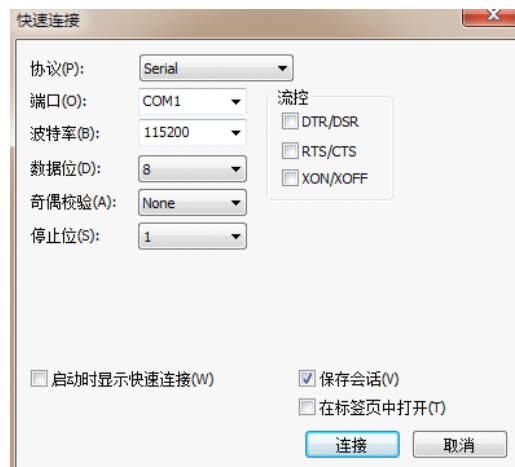 快速连接
协议(P): Serial
端口(O): COM1
流控
波特率(B): 115200
DTR/DSR
数据位(D): 8
RTS/CTS
XON/XOFF
奇偶校验(A): None
停止位(S): 1
启动时显示快速连接(W)
保存会话(V)
在标签页中打开(T)
连接
取消